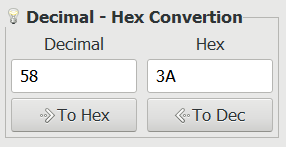 Decimal - Hex Convertion
Decimal Hex
58 3A
To Hex To Dec